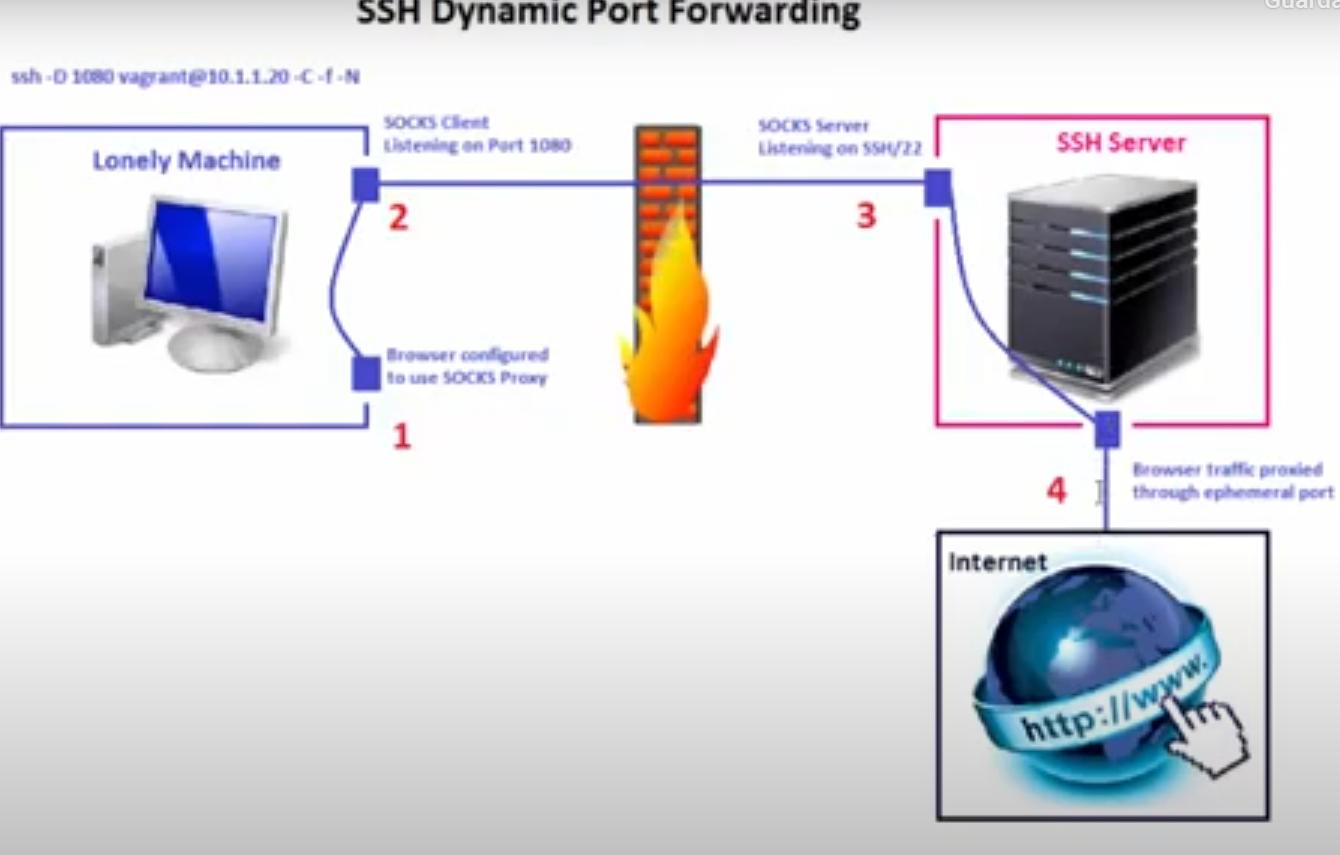 SSH Dynamic Port Forwarding
ssh -D 1080 vagrant@10.1.1.20 -C -f -N
Lonely Machine
SOCKS Client
Listening on Port 1080
SOCKS Server
Listening on SSH/22
SSH Server
2
3
Browser configured
to use SOCKS Proxy
1
4
Browser traffic proxied
through ephemeral port
Internet
http://www.